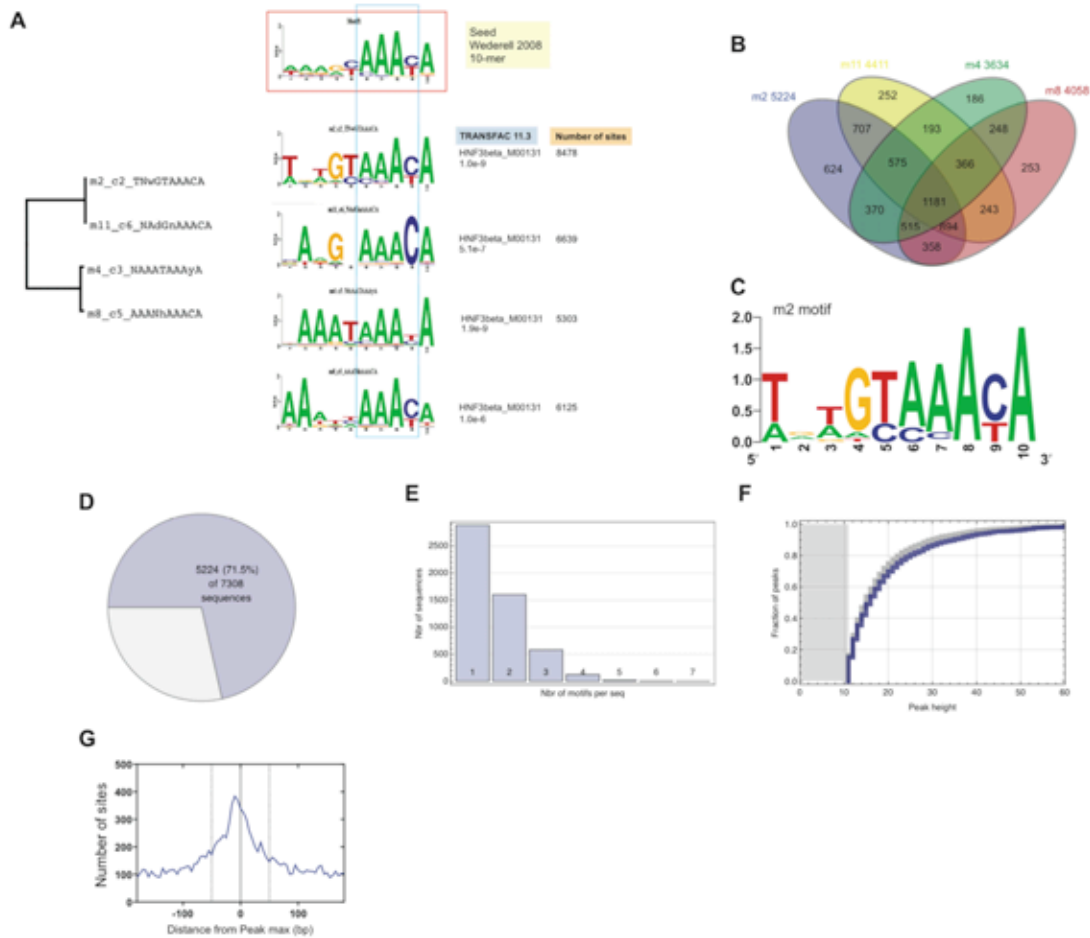 A
Seed
Wederell 2008
10-mer
TRANSFAC 11.3
Number of sites
HNF3beta_M00131
1.0e-9
8478
HNF3beta_M00131
5.1e-7
6639
HNF3beta_M00131
1.9e-9
5303
HNF3beta_M00131
1.0e-6
6125
m2_c2_TNwGTAAACA
m11_c6_NAdGnAAACA
m4_c3_NAAATAAAyA
m8_c5_AAANhAAACA
B
m11 4411
m4 3634
m2 5224
m8 4058
252
186
707
193
248
624
575
366
253
1181
370
243
515
894
358
C
m2 motif
2.0
1.5
1.0
0.5
0.0
5′
1 2 3 4 5 6 7 8 9 10
3′
D
5224 (71.5%)
of 7308
sequences
E
Nbr of sequences
2500
2000
1500
1000
500
0
1 2 3 4 5 6 7
Nbr of motifs per seq
F
Fraction of peaks
1.0
0.8
0.6
0.4
0.2
0.0
0 10 20 30 40 50 60
Peak height
G
Number of sites
500
400
300
200
100
0
-100 0 100
Distance from Peak max (bp)